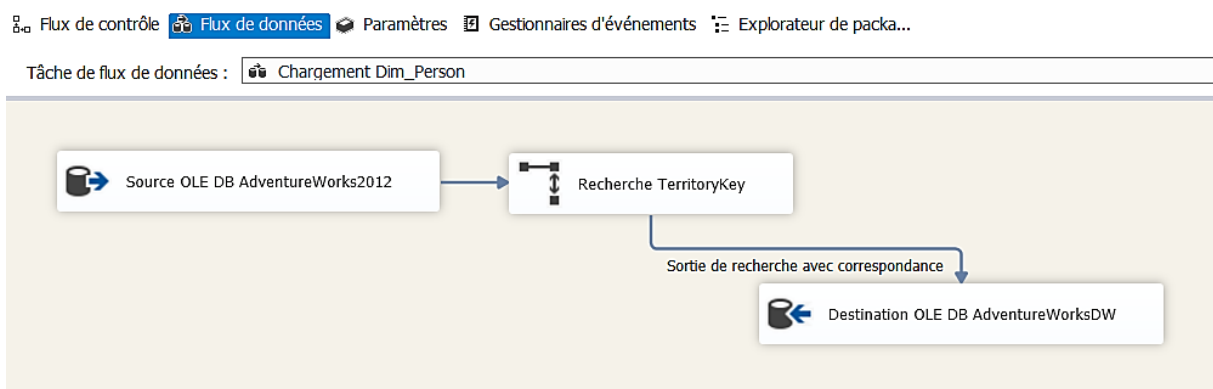 Flux de contrôle Flux de données Paramètres Gestionnaires d'événements Explorateur de packa...
Tâche de flux de données : Chargement Dim_Person
Source OLE DB AdventureWorks2012
Recherche TerritoryKey
Sortie de recherche avec correspondance
Destination OLE DB AdventureWorksDW